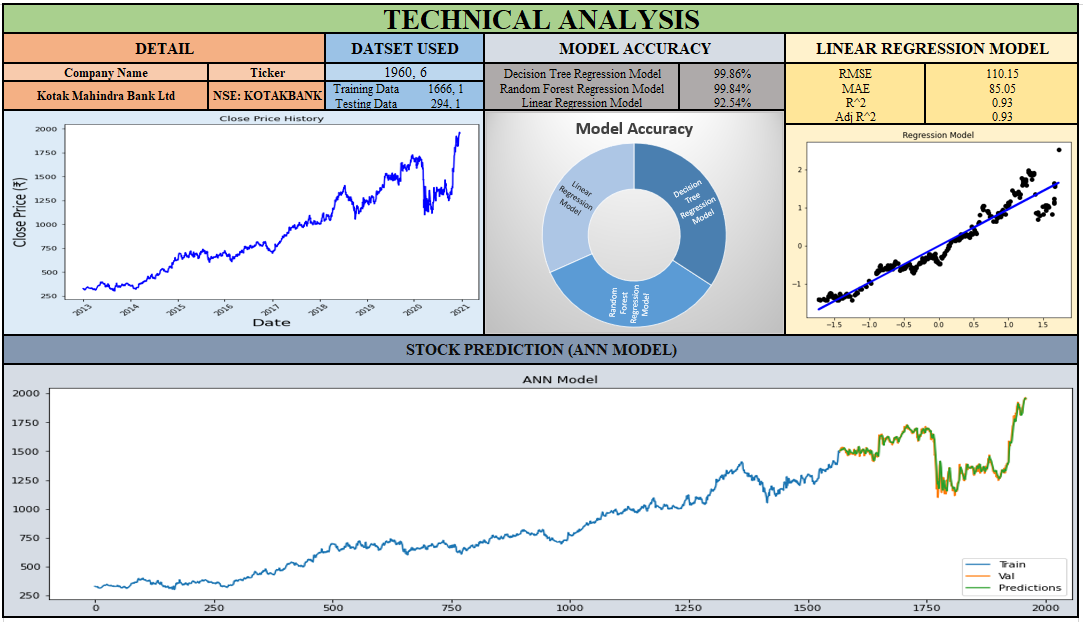 TECHNICAL ANALYSIS
DETAIL
Company Name Ticker
Kotak Mahindra Bank Ltd NSE: KOTAKBANK
DATSET USED
1960, 6
Training Data 1666, 1
Testing Data 294, 1
MODEL ACCURACY
Decision Tree Regression Model 99.86%
Random Forest Regression Model 99.84%
Linear Regression Model 92.54%
LINEAR REGRESSION MODEL
RMSE 110.15
MAE 85.05
R^2 0.93
Adj R^2 0.93
Close Price History
Close Price (₹)
2000
1750
1500
1250
1000
750
500
250
2013 2014 2015 2016 2017 2018 2019 2020 2021
Date
Model Accuracy
Linear
Regression
Model
Decision
Tree
Regression
Model
Random
Forest
Regression
Model
Regression Model
2
1
0
−1
−1.5 −1.0 −0.5 0.0 0.5 1.0 1.5
STOCK PREDICTION (ANN MODEL)
ANN Model
2000
1750
1500
1250
1000
750
500
250
0 250 500 750 1000 1250 1500 1750 2000
Train
Val
Predictions